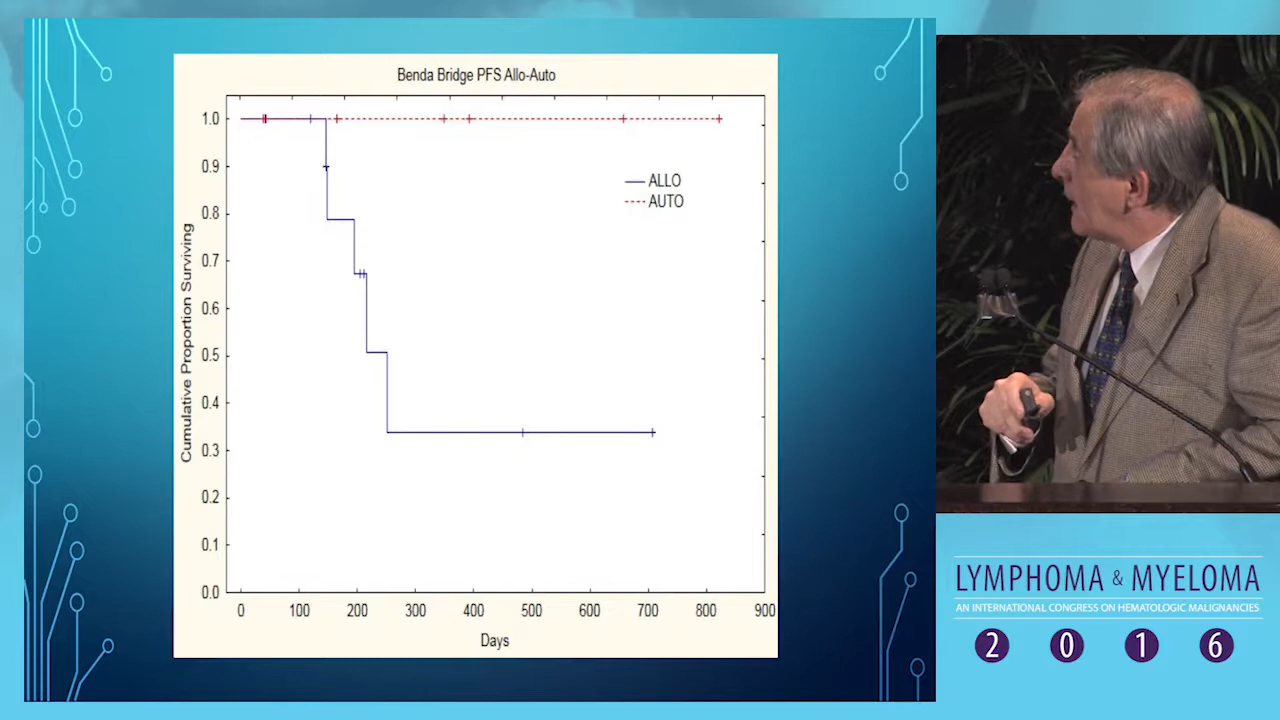 Benda Bridge PFS Allo-Auto
1.0
0.9
0.8
0.7
0.6
0.5
0.4
0.3
0.2
0.1
0.0
Cumulative Proportion Surviving
ALLO
AUTO
0 100 200 300 400 500 600 700 800 900
Days
LYMPHOMA & MYELOMA
AN INTERNATIONAL CONGRESS ON HEMATOLOGIC MALIGNANCIES
2 0 1 6